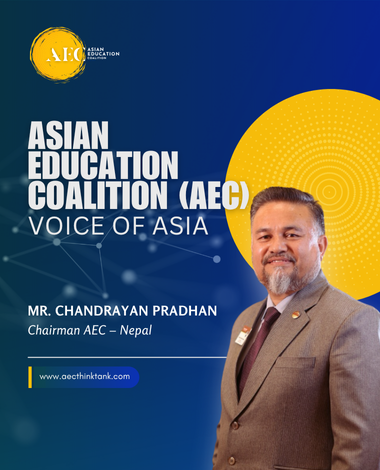 AEC
ASIAN
EDUCATION
COALITION
ASIAN
EDUCATION
COALITION (AEC)
VOICE OF ASIA
MR. CHANDRAYAN PRADHAN
Chairman AEC – Nepal
www.aecthinktank.com